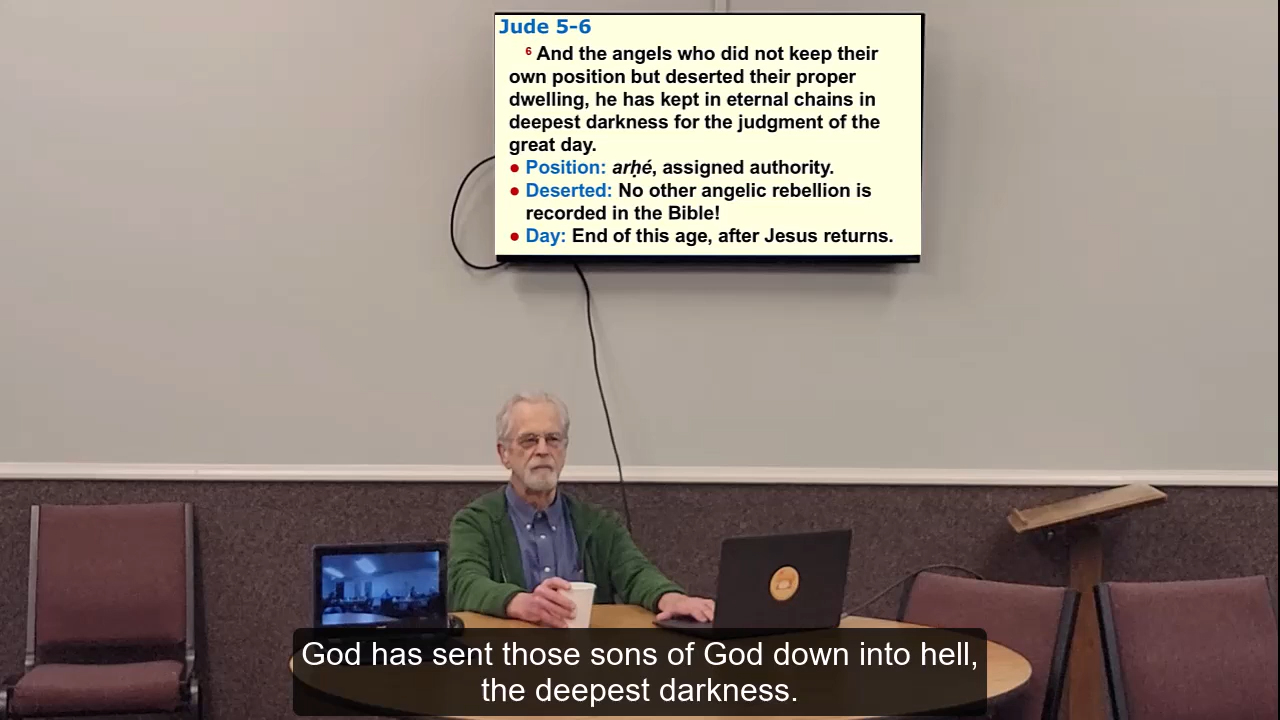 Jude 5-6
6 And the angels who did not keep their
own position but deserted their proper
dwelling, he has kept in eternal chains in
deepest darkness for the judgment of the
great day.
● Position: arḥé, assigned authority.
● Deserted: No other angelic rebellion is
recorded in the Bible!
● Day: End of this age, after Jesus returns.
God has sent those sons of God down into hell,
the deepest darkness.